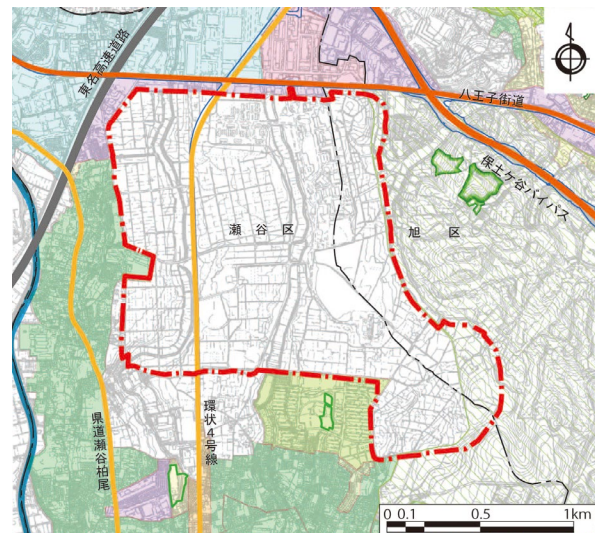 東名高速道路
八王子街道
保土ケ谷バイパス
瀬谷区
旭区
県道瀬谷柏尾
環状4号線
0 0.1 0.5 1km